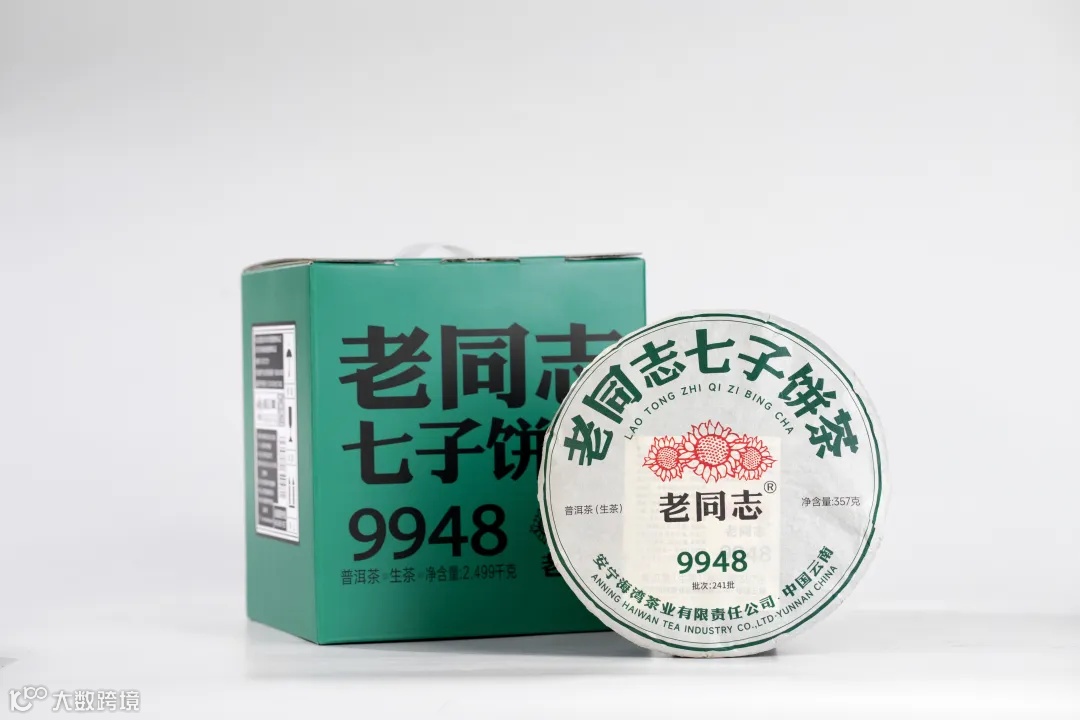 老同志
七子饼
9948
普洱茶 生茶 净含量:2.499千克
老同志七子饼茶
LAO TONG ZHI QI ZI BING CHA
老同志®
普洱茶(生茶)
净含量:357克
9948
批次:241批
安宁海湾茶业有限责任公司·中国云南
ANNING HAIWAN TEA INDUSTRY CO.,LTD·YUNNAN CHINA
大数跨境